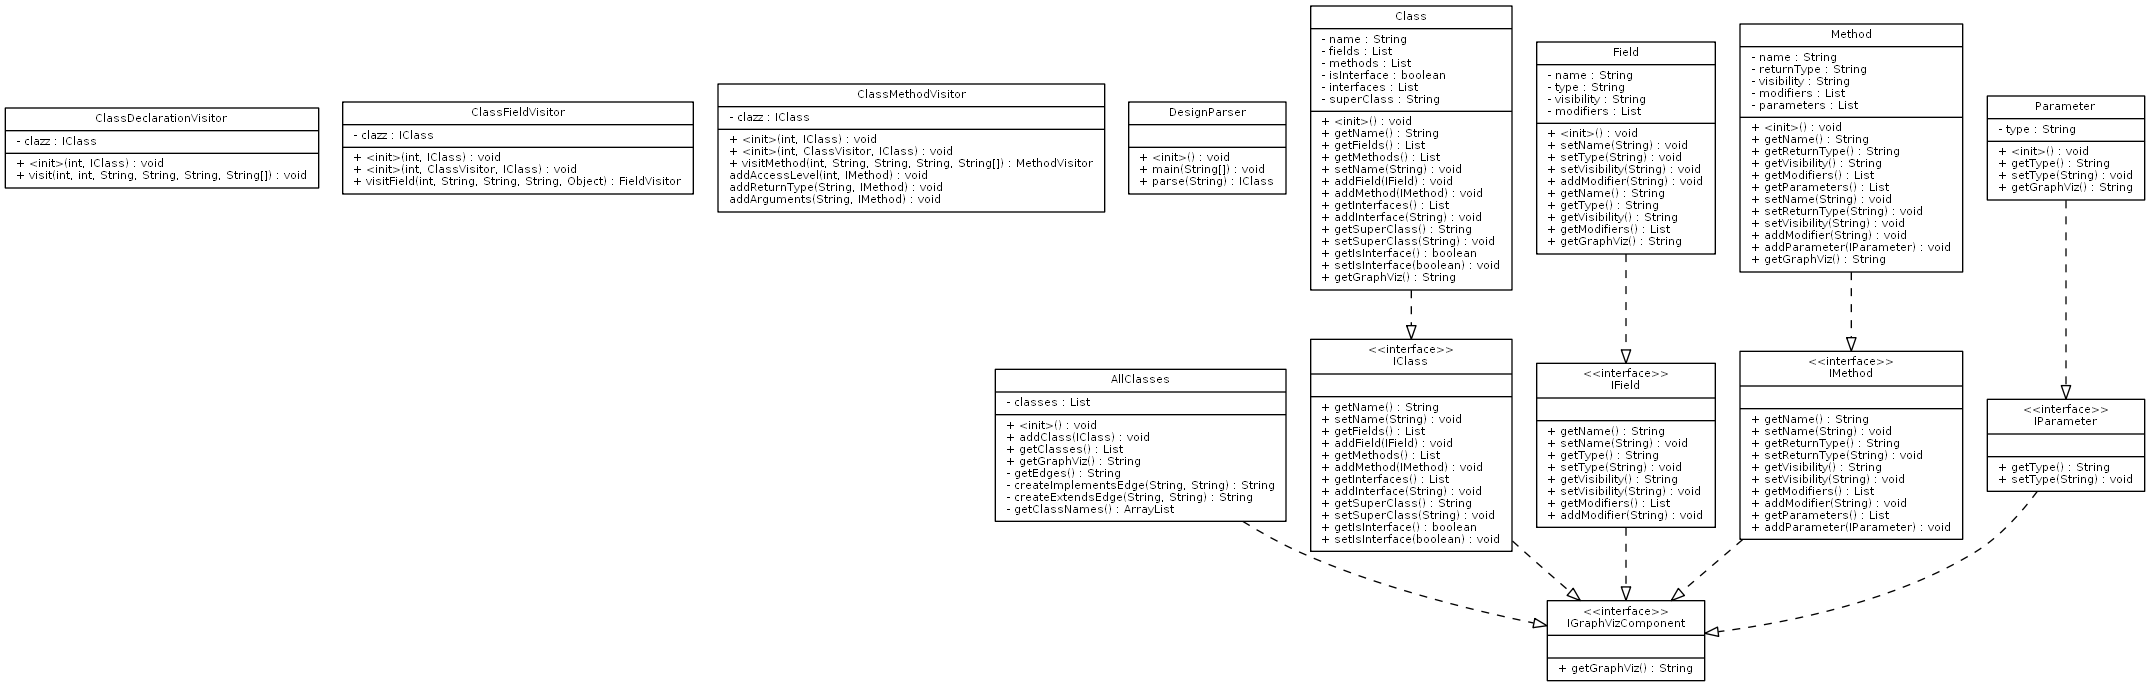 ClassDeclarationVisitor
- clazz : IClass
+ <init>(int, IClass) : void
+ visit(int, int, String, String, String, String[]) : void
ClassFieldVisitor
- clazz : IClass
+ <init>(int, IClass) : void
+ <init>(int, ClassVisitor, IClass) : void
+ visitField(int, String, String, String, Object) : FieldVisitor
ClassMethodVisitor
- clazz : IClass
+ <init>(int, IClass) : void
+ <init>(int, ClassVisitor, IClass) : void
+ visitMethod(int, String, String, String, String[]) : MethodVisitor
addAccessLevel(int, IMethod) : void
addReturnType(String, IMethod) : void
addArguments(String, IMethod) : void
DesignParser
+ <init>() : void
+ main(String[]) : void
+ parse(String) : IClass
Class
- name : String
- fields : List
- methods : List
- isInterface : boolean
- interfaces : List
- superClass : String
+ <init>() : void
+ getName() : String
+ getFields() : List
+ getMethods() : List
+ setName(String) : void
+ addField(IField) : void
+ addMethod(IMethod) : void
+ getInterfaces() : List
+ addInterface(String) : void
+ getSuperClass() : String
+ setSuperClass(String) : void
+ getIsInterface() : boolean
+ setIsInterface(boolean) : void
+ getGraphViz() : String
Field
- name : String
- type : String
- visibility : String
- modifiers : List
+ <init>() : void
+ setName(String) : void
+ setType(String) : void
+ setVisibility(String) : void
+ addModifier(String) : void
+ getName() : String
+ getType() : String
+ getVisibility() : String
+ getModifiers() : List
+ getGraphViz() : String
Method
- name : String
- returnType : String
- visibility : String
- modifiers : List
- parameters : List
+ <init>() : void
+ getName() : String
+ getReturnType() : String
+ getVisibility() : String
+ getModifiers() : List
+ getParameters() : List
+ setName(String) : void
+ setReturnType(String) : void
+ setVisibility(String) : void
+ addModifier(String) : void
+ addParameter(IParameter) : void
+ getGraphViz() : String
Parameter
- type : String
+ <init>() : void
+ getType() : String
+ setType(String) : void
+ getGraphViz() : String
AllClasses
- classes : List
+ <init>() : void
+ addClass(IClass) : void
+ getClasses() : List
+ getGraphViz() : String
- getEdges() : String
- createImplementsEdge(String, String) : String
- createExtendsEdge(String, String) : String
- getClassNames() : ArrayList
<<interface>>
IClass
+ getName() : String
+ setName(String) : void
+ getFields() : List
+ addField(IField) : void
+ getMethods() : List
+ addMethod(IMethod) : void
+ getInterfaces() : List
+ addInterface(String) : void
+ getSuperClass() : String
+ setSuperClass(String) : void
+ getIsInterface() : boolean
+ setIsInterface(boolean) : void
<<interface>>
IField
+ getName() : String
+ setName(String) : void
+ getType() : String
+ setType(String) : void
+ getVisibility() : String
+ setVisibility(String) : void
+ getModifiers() : List
+ addModifier(String) : void
<<interface>>
IMethod
+ getName() : String
+ setName(String) : void
+ getReturnType() : String
+ setReturnType(String) : void
+ getVisibility() : String
+ setVisibility(String) : void
+ getModifiers() : List
+ addModifier(String) : void
+ getParameters() : List
+ addParameter(IParameter) : void
<<interface>>
IParameter
+ getType() : String
+ setType(String) : void
<<interface>>
IGraphVizComponent
+ getGraphViz() : String